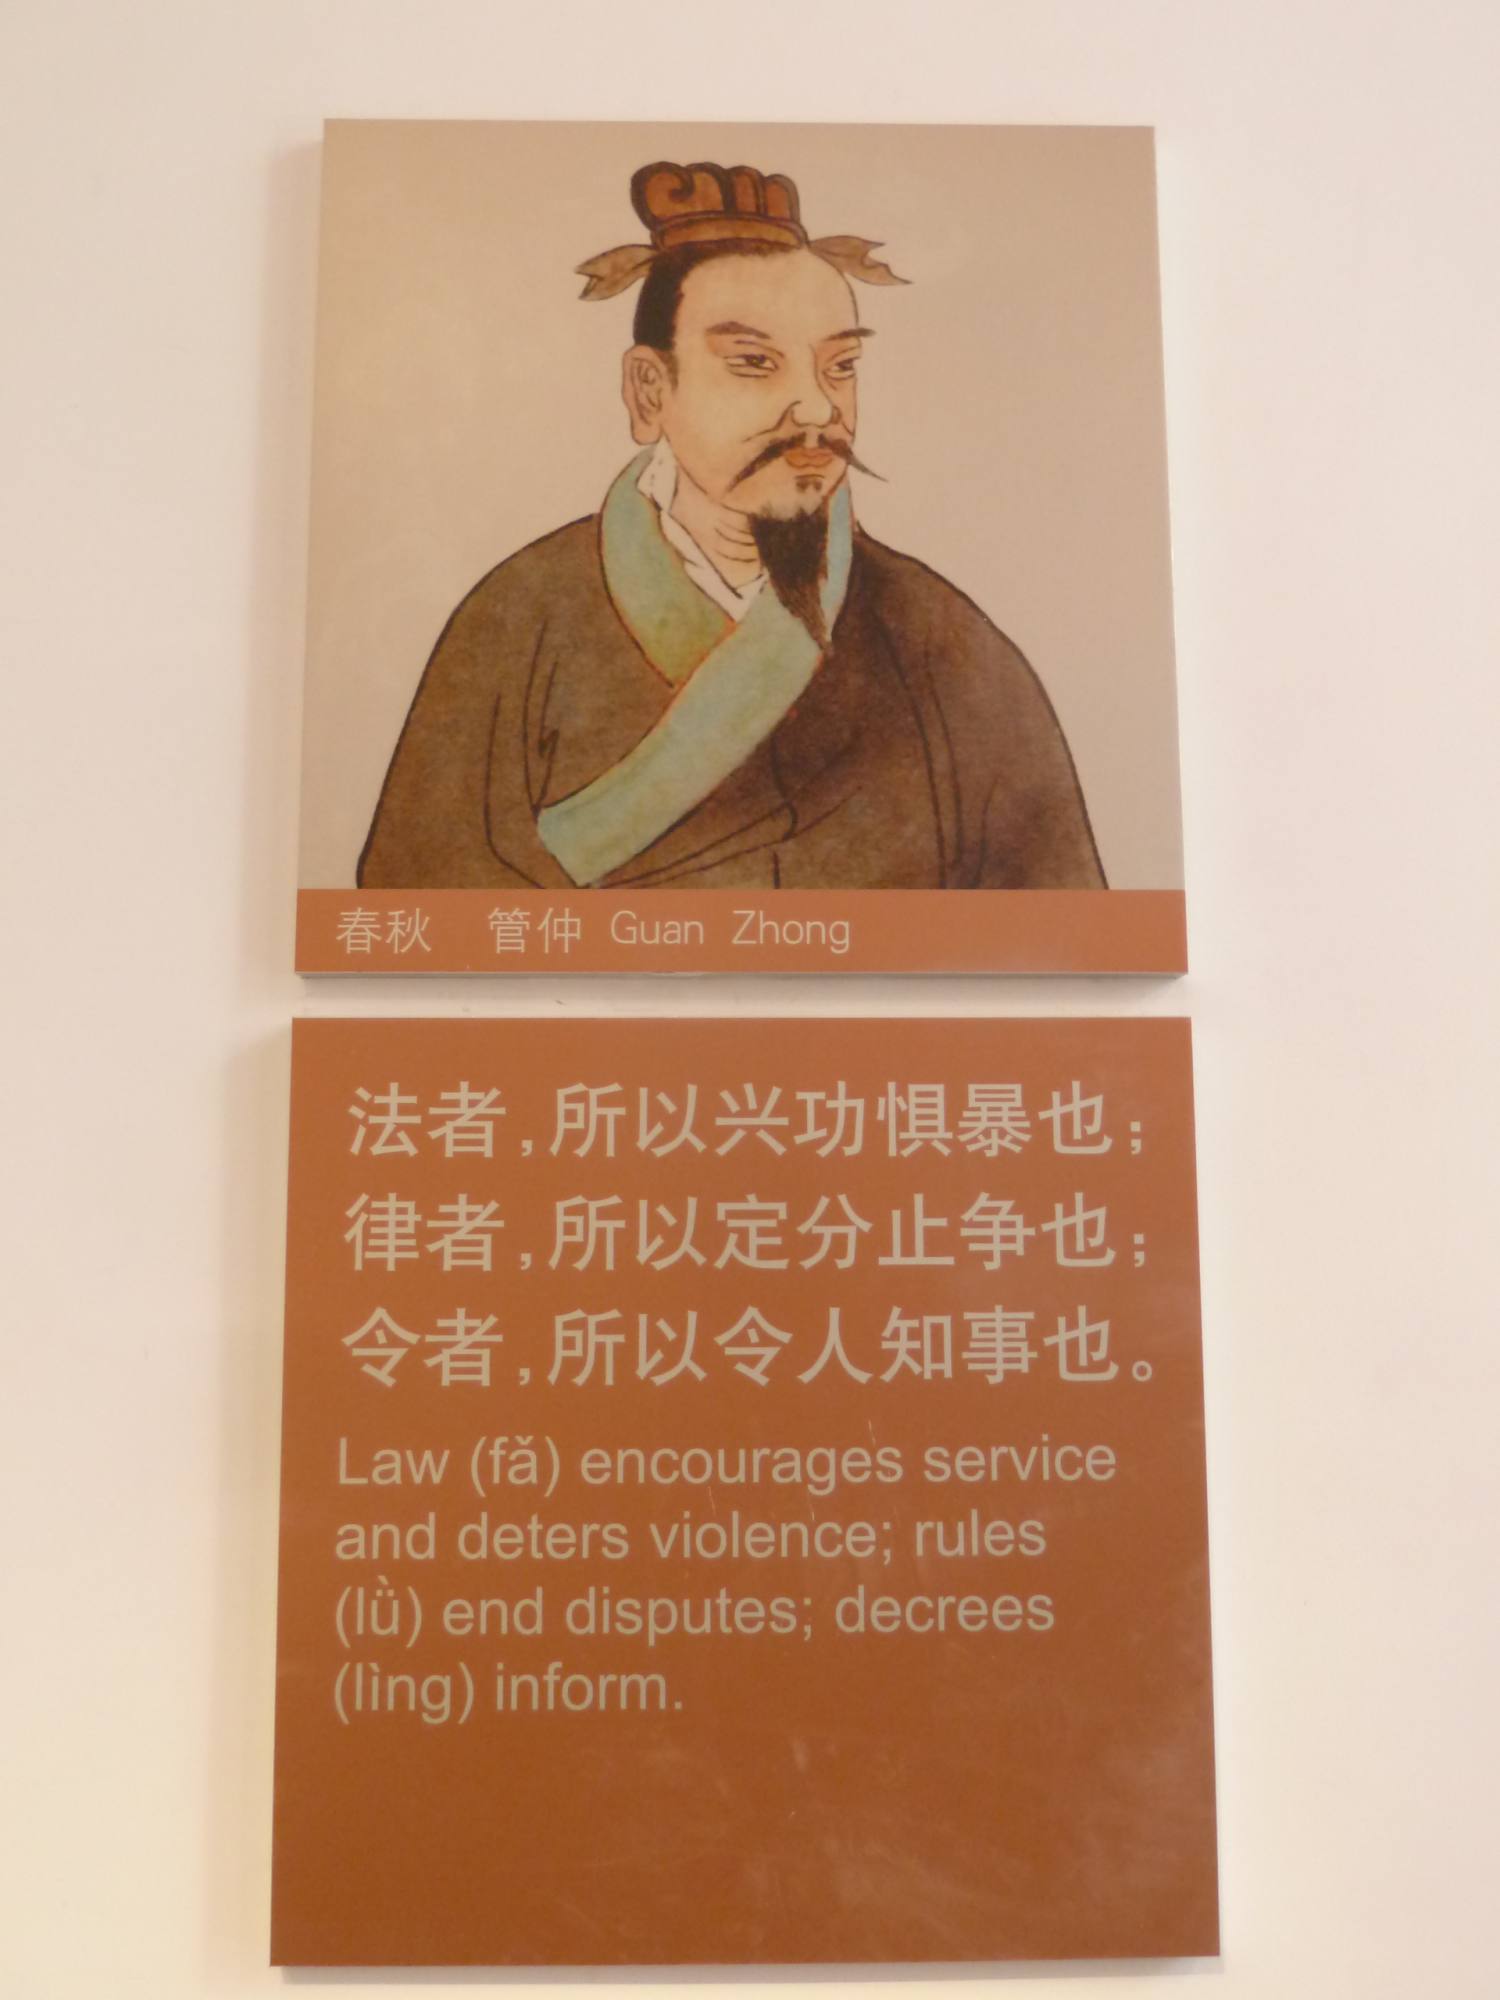 春秋 管仲 Guan Zhong
法者,所以兴功惧暴也;
律者,所以定分止争也;
令者,所以令人知事也。
Law (fǎ) encourages service
and deters violence; rules
(lǜ) end disputes; decrees
(lìng) inform.